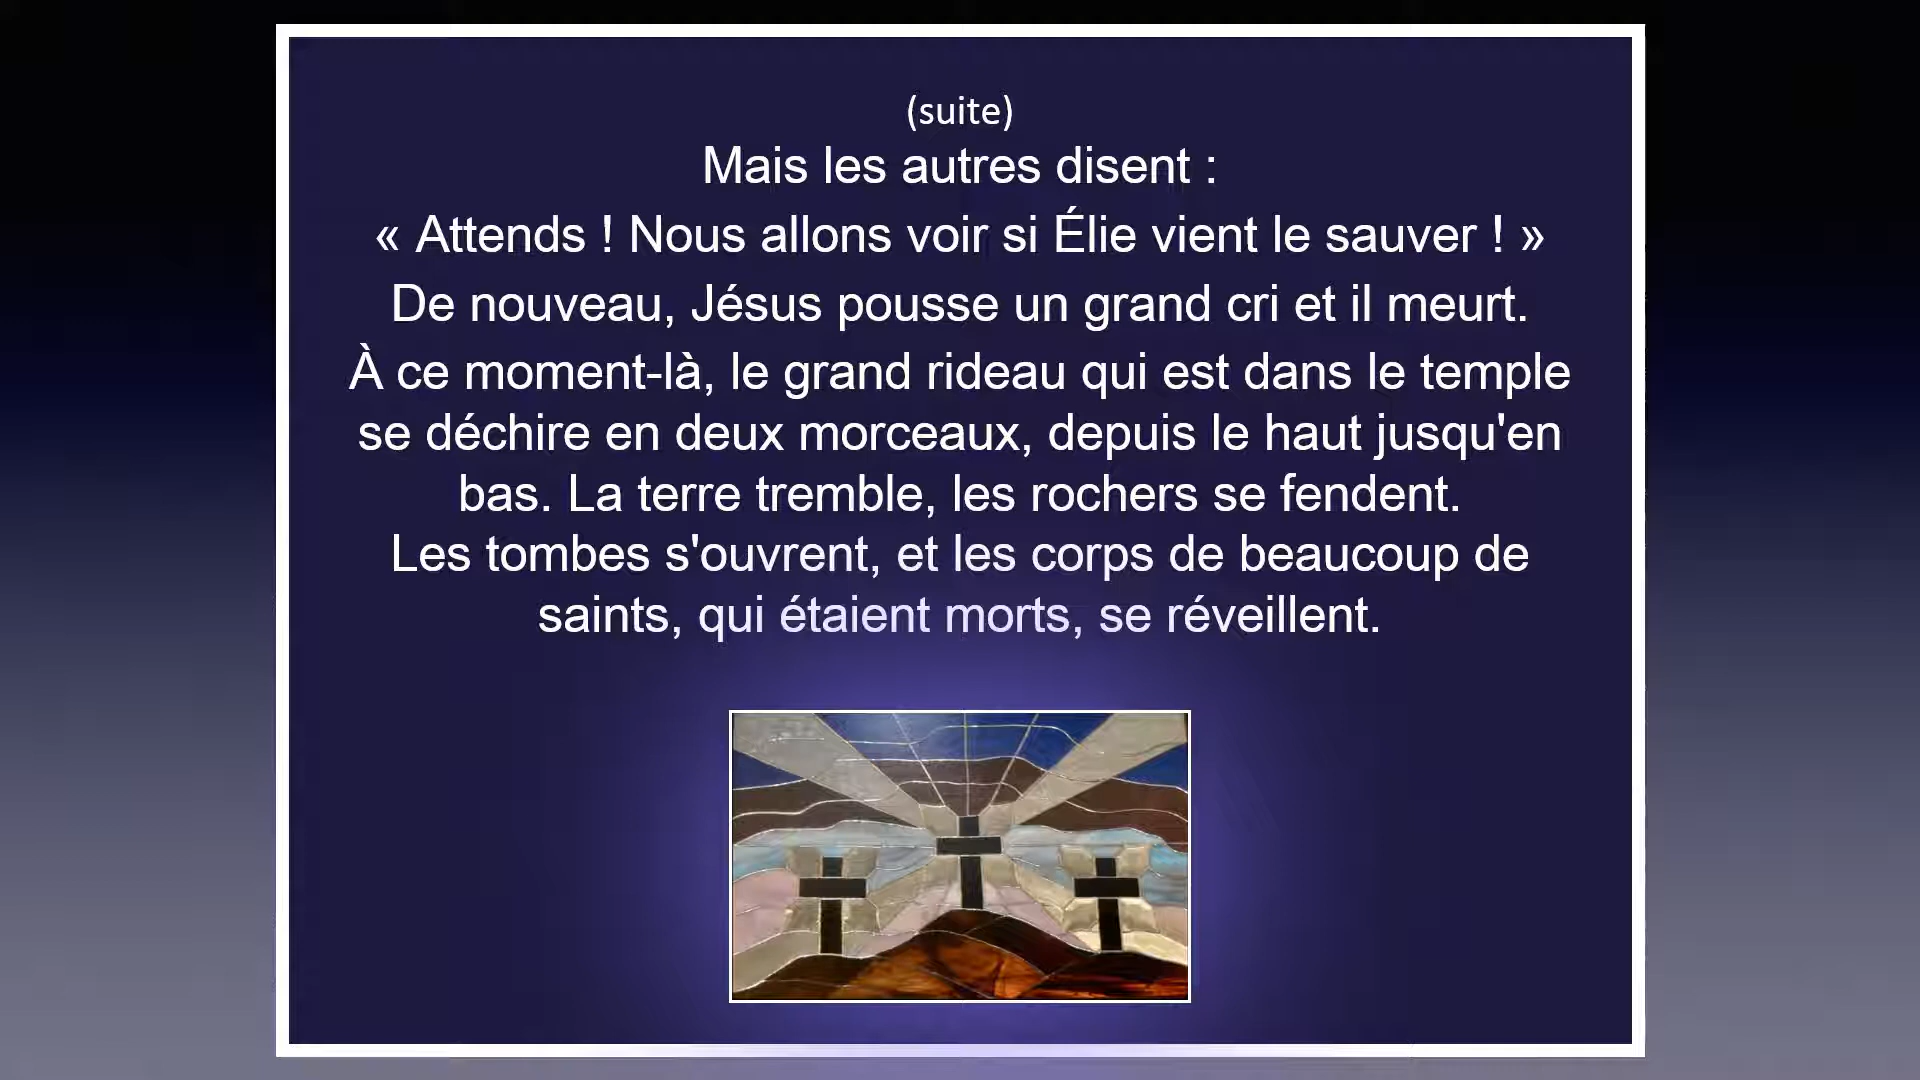 (suite)
Mais les autres disent :
« Attends ! Nous allons voir si Élie vient le sauver ! »
De nouveau, Jésus pousse un grand cri et il meurt.
À ce moment-là, le grand rideau qui est dans le temple
se déchire en deux morceaux, depuis le haut jusqu'en
bas. La terre tremble, les rochers se fendent.
Les tombes s'ouvrent, et les corps de beaucoup de
saints, qui étaient morts, se réveillent.